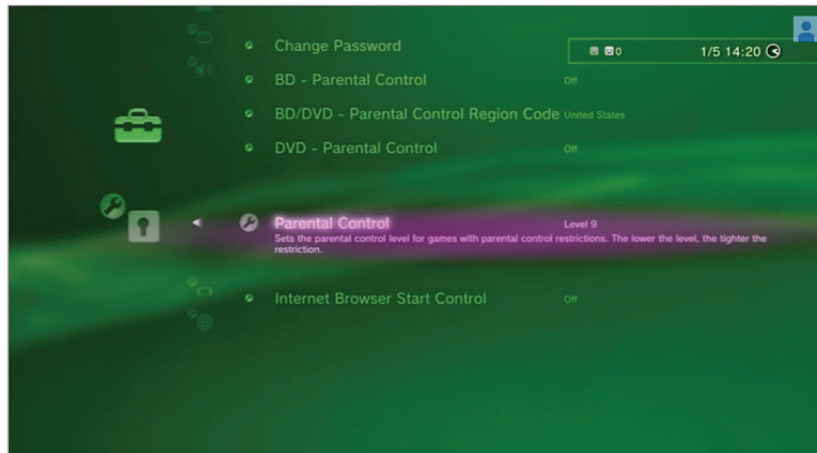 Change Password
0 1/5 14:20
BD - Parental Control Off
BD/DVD - Parental Control Region Code United States
DVD - Parental Control Off
Parental Control Level 9
Sets the parental control level for games with parental control restrictions. The lower the level, the tighter the
restriction.
Internet Browser Start Control Off